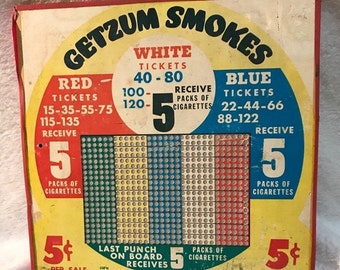 GETZUM SMOKES
WHITE
TICKETS
40 - 80
100-
120-
5
RECEIVE
PACKS OF
CIGARETTES
RED
TICKETS
15-35-55-75
115-135
RECEIVE
5
PACKS OF
CIGARETTES
BLUE
TICKETS
22-44-66
88-122
RECEIVE
5
PACKS OF
CIGARETTES
LAST PUNCH
ON BOARD
RECEIVES
5
PACKS OF
CIGARETTES
5¢
PER SALE
5¢